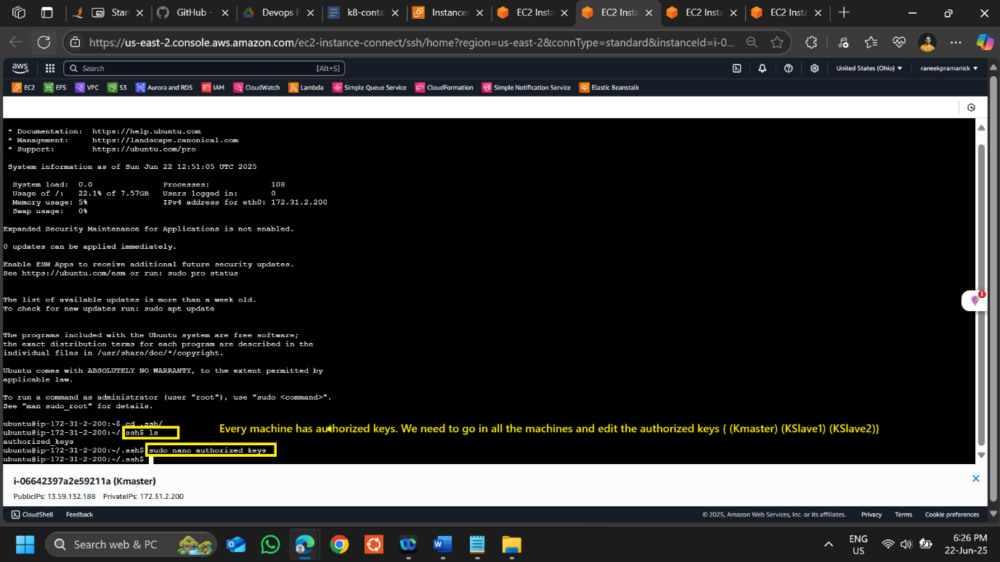 Start
GitHub -
Devops F
k8-conta
Instances
EC2 Insta
EC2 Insta
EC2 Insta
EC2 Insta
https://us-east-2.console.aws.amazon.com/ec2-instance-connect/ssh/home?region=us-east-2&connType=standard&instanceId=i-0...
aws
Search [Alt+S]
United States (Ohio)
raneekpramanick
EC2 EFS VPC S3 Aurora and RDS IAM CloudWatch Lambda Simple Queue Service CloudFormation Simple Notification Service Elastic Beanstalk
* Documentation: https://help.ubuntu.com
* Management: https://landscape.canonical.com
* Support: https://ubuntu.com/pro
System information as of Sun Jun 22 12:51:05 UTC 2025
System load: 0.0 Processes: 108
Usage of /: 22.1% of 7.57GB Users logged in: 0
Memory usage: 5% IPv4 address for eth0: 172.31.2.200
Swap usage: 0%
Expanded Security Maintenance for Applications is not enabled.
0 updates can be applied immediately.
Enable ESM Apps to receive additional future security updates.
See https://ubuntu.com/esm or run: sudo pro status
The list of available updates is more than a week old.
To check for new updates run: sudo apt update
The programs included with the Ubuntu system are free software;
the exact distribution terms for each program are described in the
individual files in /usr/share/doc/*/copyright.
Ubuntu comes with ABSOLUTELY NO WARRANTY, to the extent permitted by
applicable law.
To run a command as administrator (user "root"), use "sudo <command>".
See "man sudo_root" for details.
ubuntu@ip-172-31-2-200:~$ cd .ssh/
ubuntu@ip-172-31-2-200:~/.ssh$ ls
Every machine has authorized keys. We need to go in all the machines and edit the authorized keys { (Kmaster) (KSlave1) (KSlave2)}
authorized_keys
ubuntu@ip-172-31-2-200:~/.ssh$ sudo nano authorized_keys
ubuntu@ip-172-31-2-200:~/.ssh$
1
i-06642397a2e59211a (Kmaster)
PublicIPs: 13.59.132.188 PrivateIPs: 172.31.2.200
CloudShell Feedback
© 2025, Amazon Web Services, Inc. or its affiliates. Privacy Terms Cookie preferences
Search web & PC
ENG
US
6:26 PM
22-Jun-25